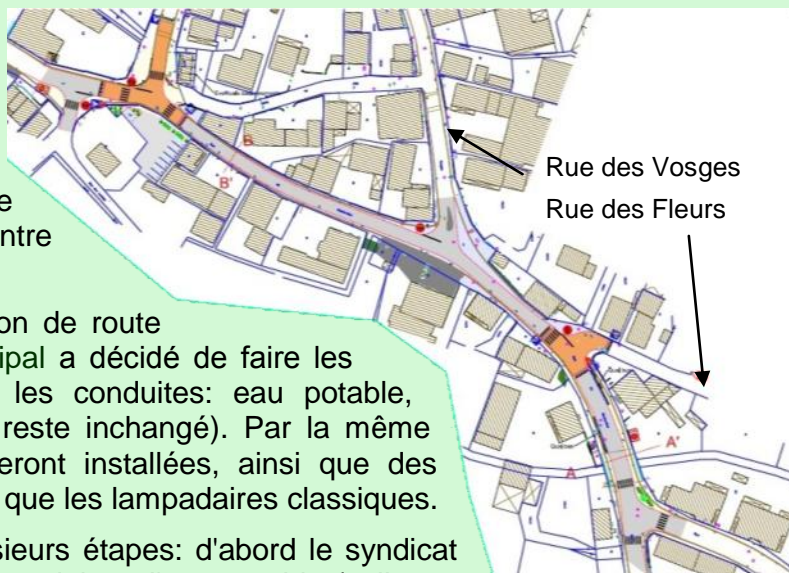 Rue des Vosges
Rue des Fleurs
B
B'
A'
A
e
entre
on de route
ipal a décidé de faire les
les conduites: eau potable,
reste inchangé). Par la même
eront installées, ainsi que des
que les lampadaires classiques.
sieurs étapes: d'abord le syndicat